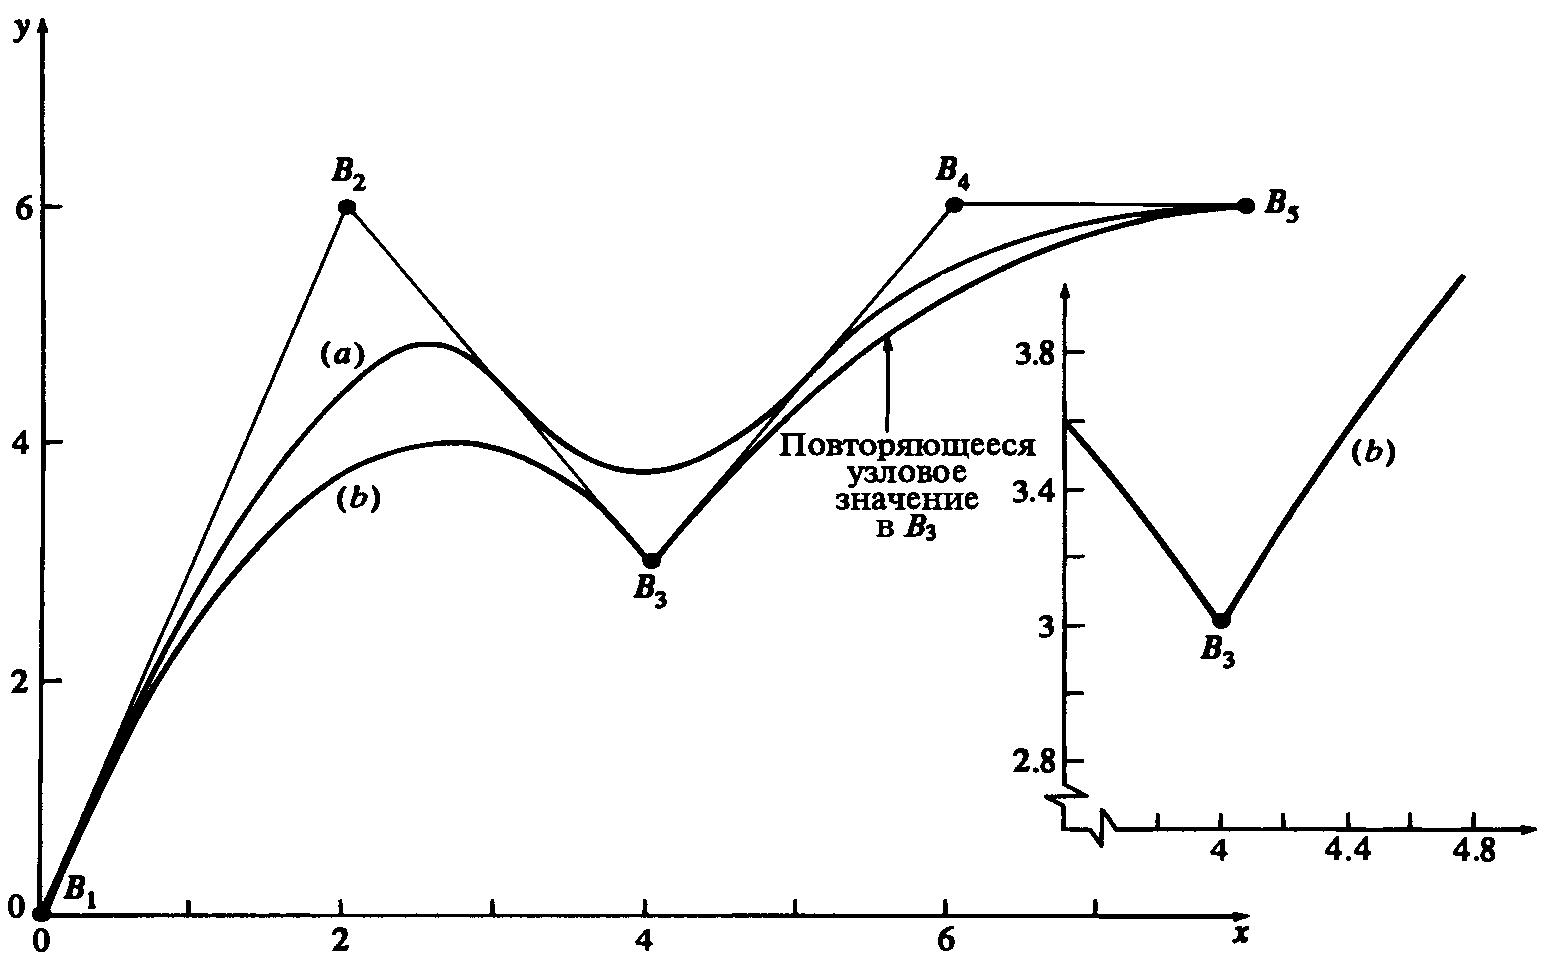 y
B2
B4
6
B5
(a)
3.8
4
Повторяющееся
узловое
значение
в B3
(b)
(b)
3.4
B3
3
B3
2
2.8
4
4.4
4.8
B1
0
0
2
4
6
x